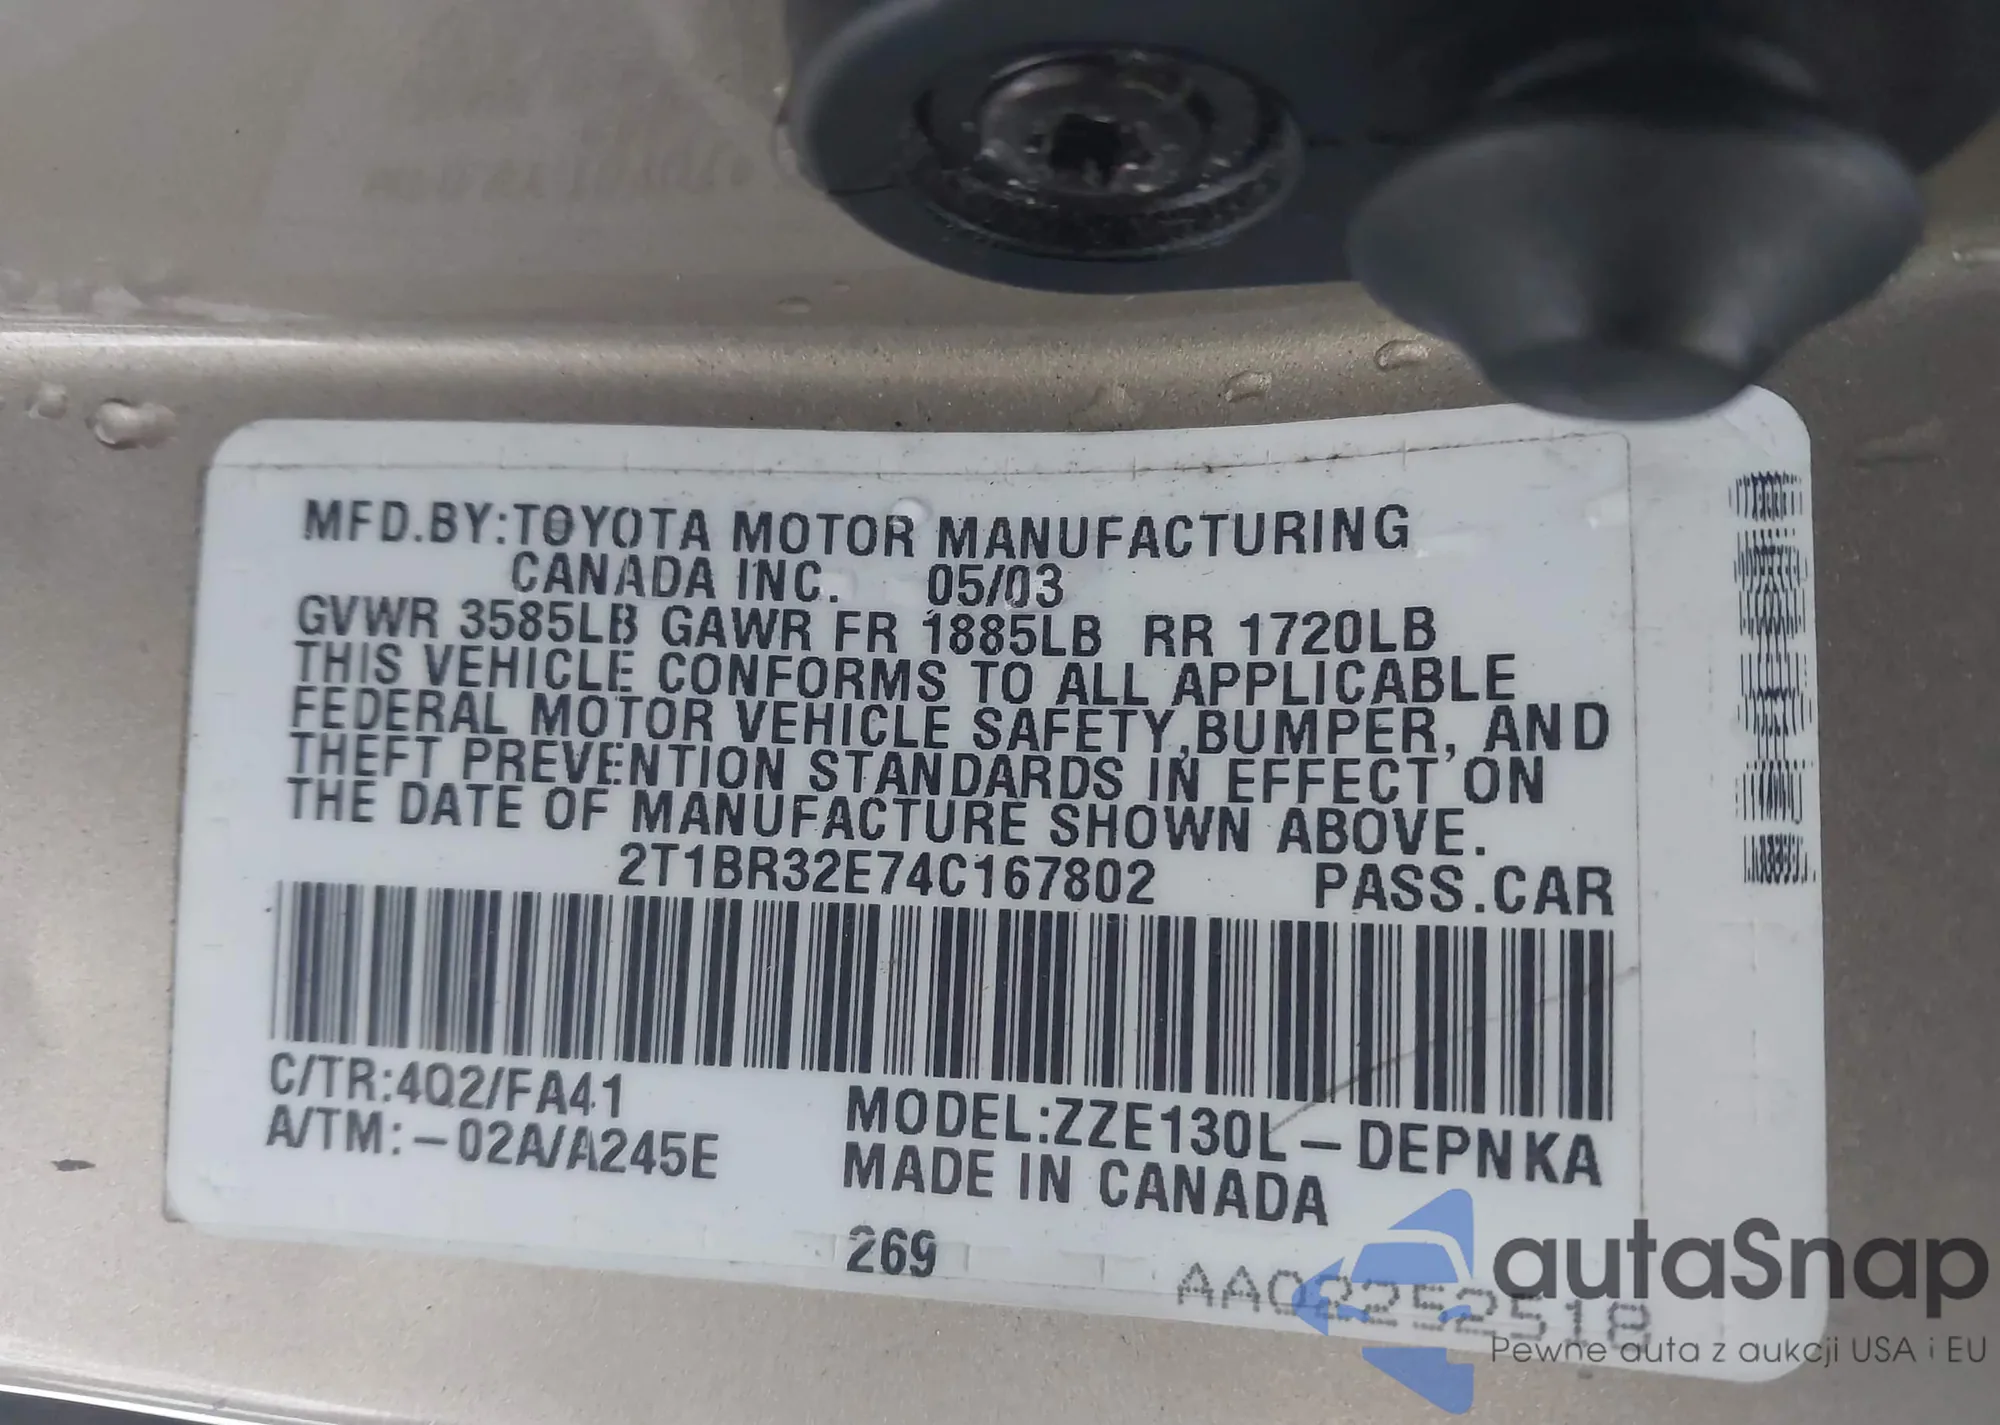 MFD.BY:TOYOTA MOTOR MANUFACTURING
CANADA INC. 05/03
GVWR 3585LB GAWR FR 1885LB RR 1720LB
THIS VEHICLE CONFORMS TO ALL APPLICABLE
FEDERAL MOTOR VEHICLE SAFETY,BUMPER, AND
THEFT PREVENTION STANDARDS IN EFFECT ON
THE DATE OF MANUFACTURE SHOWN ABOVE.
2T1BR32E74C167802 PASS.CAR
C/TR:4Q2/FA41
A/TM:-02A/A245E
MODEL:ZZE130L-DEPNKA
MADE IN CANADA
269
AA02252518
autaSnap
Pewne auta z aukcji USA i EU